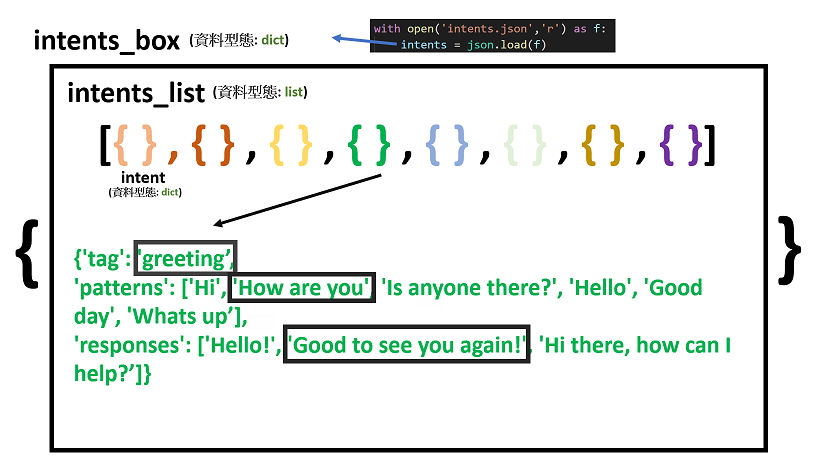 intents_box (資料型態: dict)
with open('intents.json','r') as f:
intents = json.load(f)
intents_list (資料型態: list)
[{ } , { } , { } , { } , { } , { } , { } , { }]
intent
(資料型態: dict)
{
}
{'tag': 'greeting’,
'patterns': ['Hi', 'How are you', 'Is anyone there?', 'Hello', 'Good
day', 'Whats up’],
'responses': ['Hello!', 'Good to see you again!', 'Hi there, how can I
help?’]}